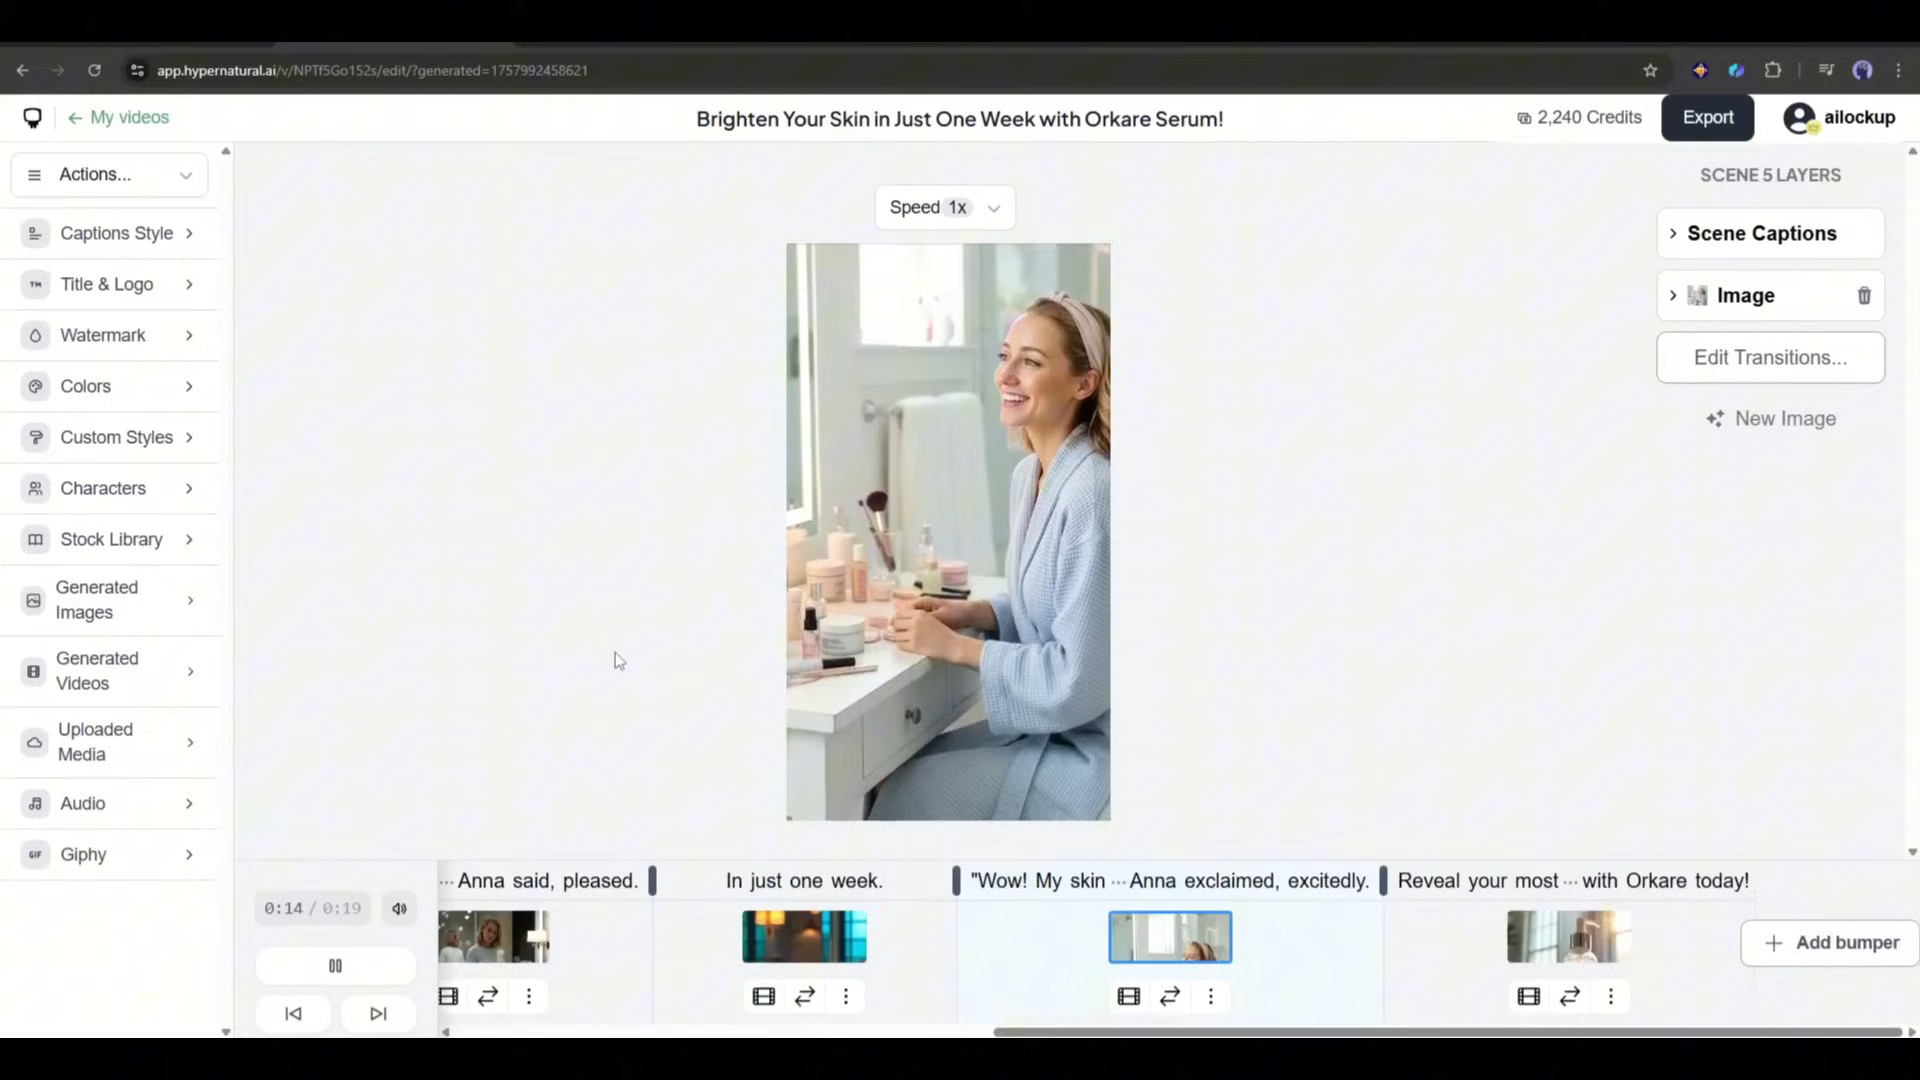 app.hypernatural.ai/v/NPTf5Go152s/edit/?generated=1757992458621
My videos
Brighten Your Skin in Just One Week with Orkare Serum!
2,240 Credits
Export
ailockup
Actions...
Captions Style
TM Title & Logo
Watermark
Colors
Custom Styles
Characters
Stock Library
Generated
Images
Generated
Videos
Uploaded
Media
Audio
GIF Giphy
Speed 1x
SCENE 5 LAYERS
Scene Captions
Image
Edit Transitions...
New Image
0:14 / 0:19
··· Anna said, pleased.
In just one week.
"Wow! My skin ··· Anna exclaimed, excitedly.
Reveal your most ··· with Orkare today!
Add bumper